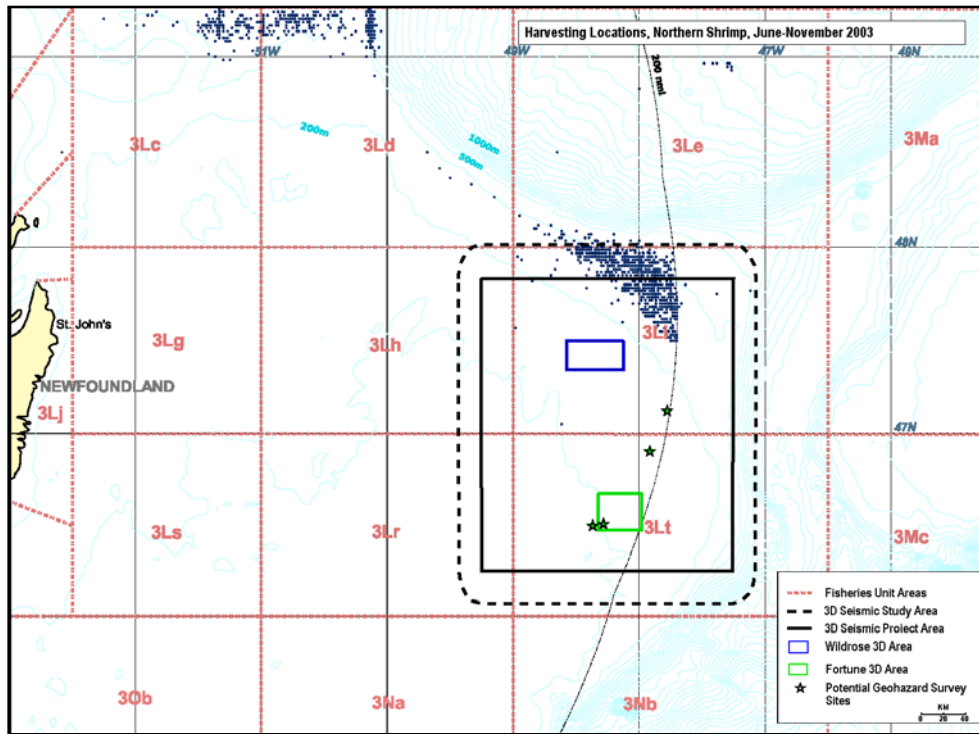 Harvesting Locations, Northern Shrimp, June-November 2003
51W
49W
47W
49N
200 nmi
3Lc
200m
3Ld
1000m
500m
3Le
3Ma
48N
St. John's
3Lg
3Lh
3Li
NEWFOUNDLAND
3Lj
47N
3Ls
3Lr
3Lt
3Mc
Fisheries Unit Areas
3D Seismic Study Area
3D Seismic Project Area
Wildrose 3D Area
Fortune 3D Area
Potential Geohazard Survey
Sites
3Ob
3Na
3Nb
KM
0 20 40